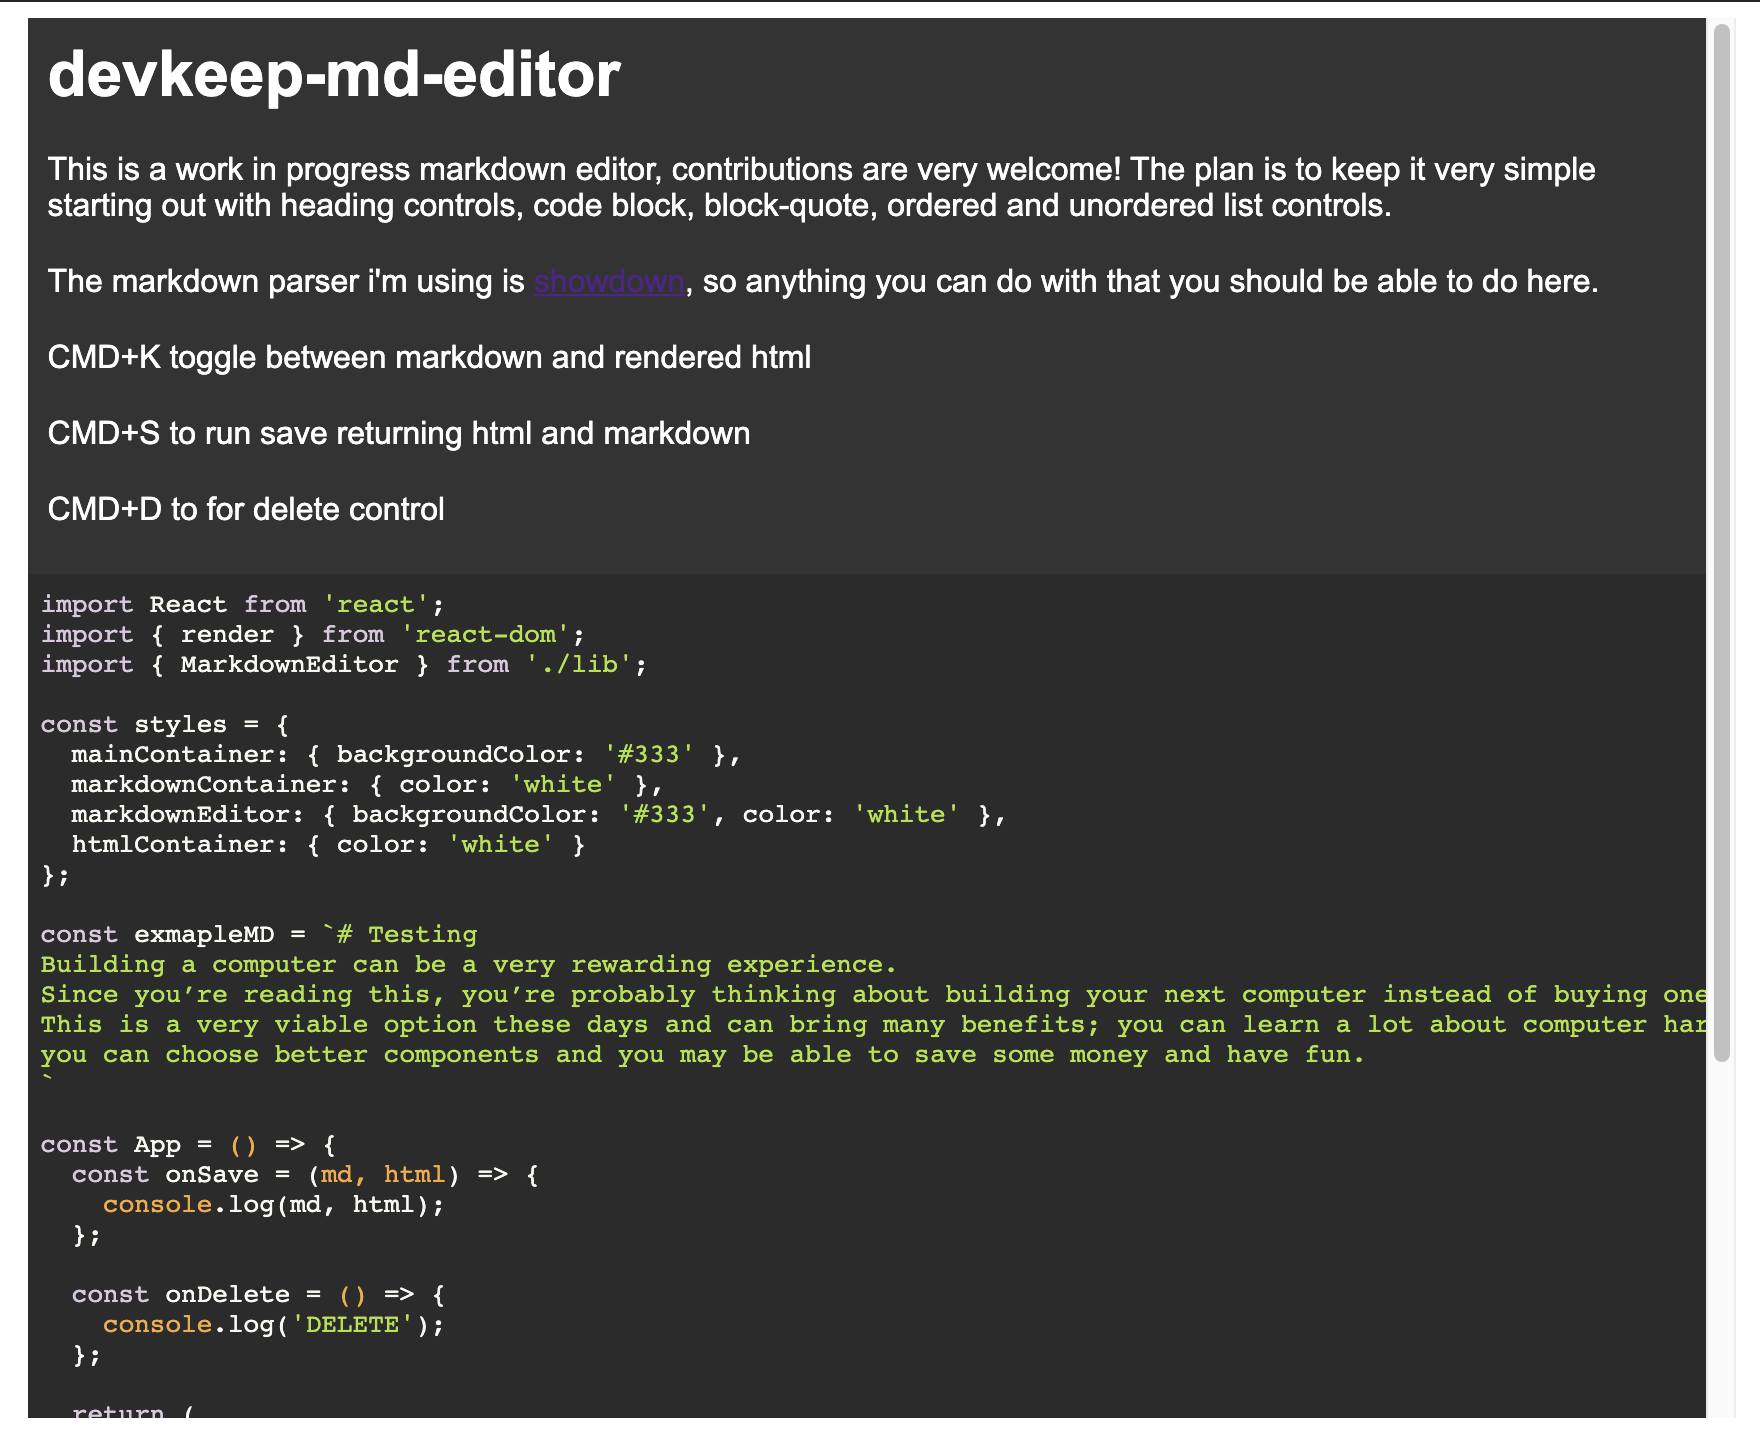 devkeep-md-editor
This is a work in progress markdown editor, contributions are very welcome! The plan is to keep it very simple
starting out with heading controls, code block, block-quote, ordered and unordered list controls.
The markdown parser i'm using is showdown, so anything you can do with that you should be able to do here.
CMD+K toggle between markdown and rendered html
CMD+S to run save returning html and markdown
CMD+D to for delete control
import React from 'react';
import { render } from 'react-dom';
import { MarkdownEditor } from './lib';
const styles = {
  mainContainer: { backgroundColor: '#333' },
  markdownContainer: { color: 'white' },
  markdownEditor: { backgroundColor: '#333', color: 'white' },
  htmlContainer: { color: 'white' }
};
const exmapleMD = `# Testing
Building a computer can be a very rewarding experience.
Since you’re reading this, you’re probably thinking about building your next computer instead of buying one
This is a very viable option these days and can bring many benefits; you can learn a lot about computer har
you can choose better components and you may be able to save some money and have fun.
`
const App = () => {
  const onSave = (md, html) => {
    console.log(md, html);
  };
  const onDelete = () => {
    console.log('DELETE');
  };
  return (